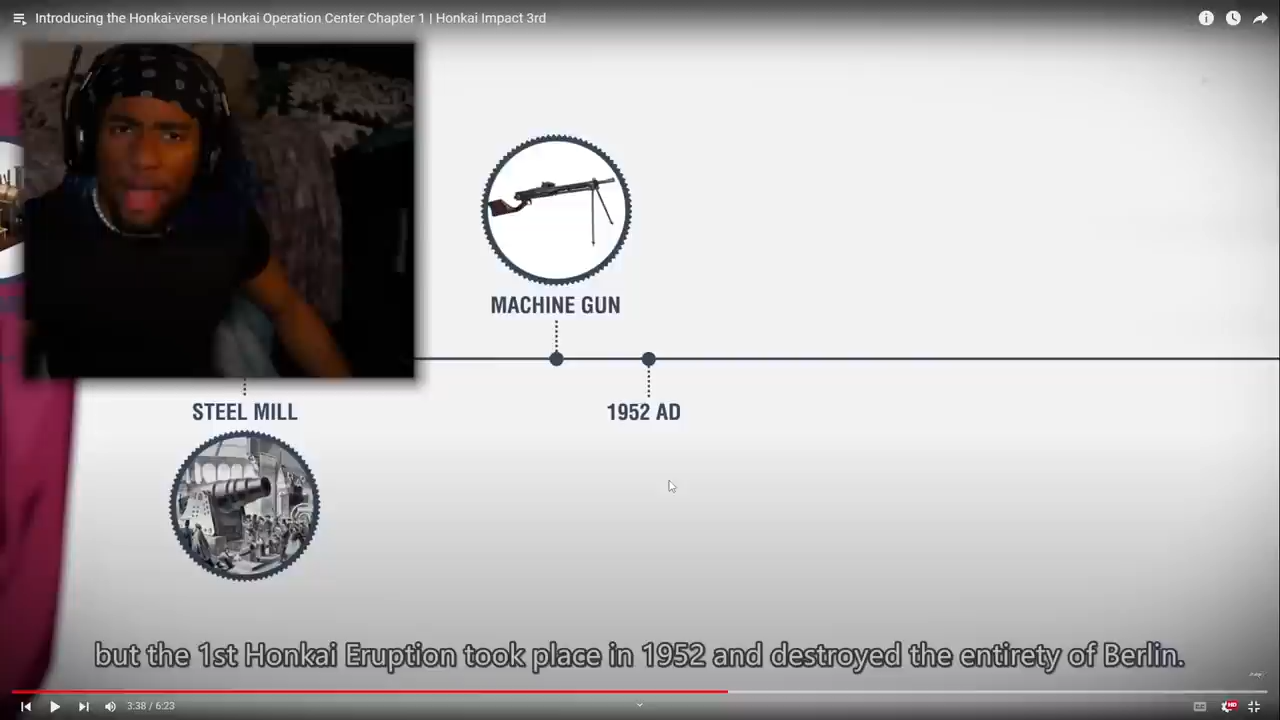 Introducing the Honkai-verse | Honkai Operation Center Chapter 1 | Honkai Impact 3rd
MACHINE GUN
STEEL MILL
1952 AD
but the 1st Honkai Eruption took place in 1952 and destroyed the entirety of Berlin.
3:38 / 6:23
HD